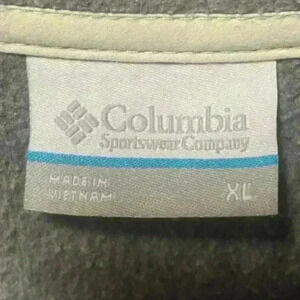 Columbia
Sportswear Company
MADE IN
VIETNAM
XL